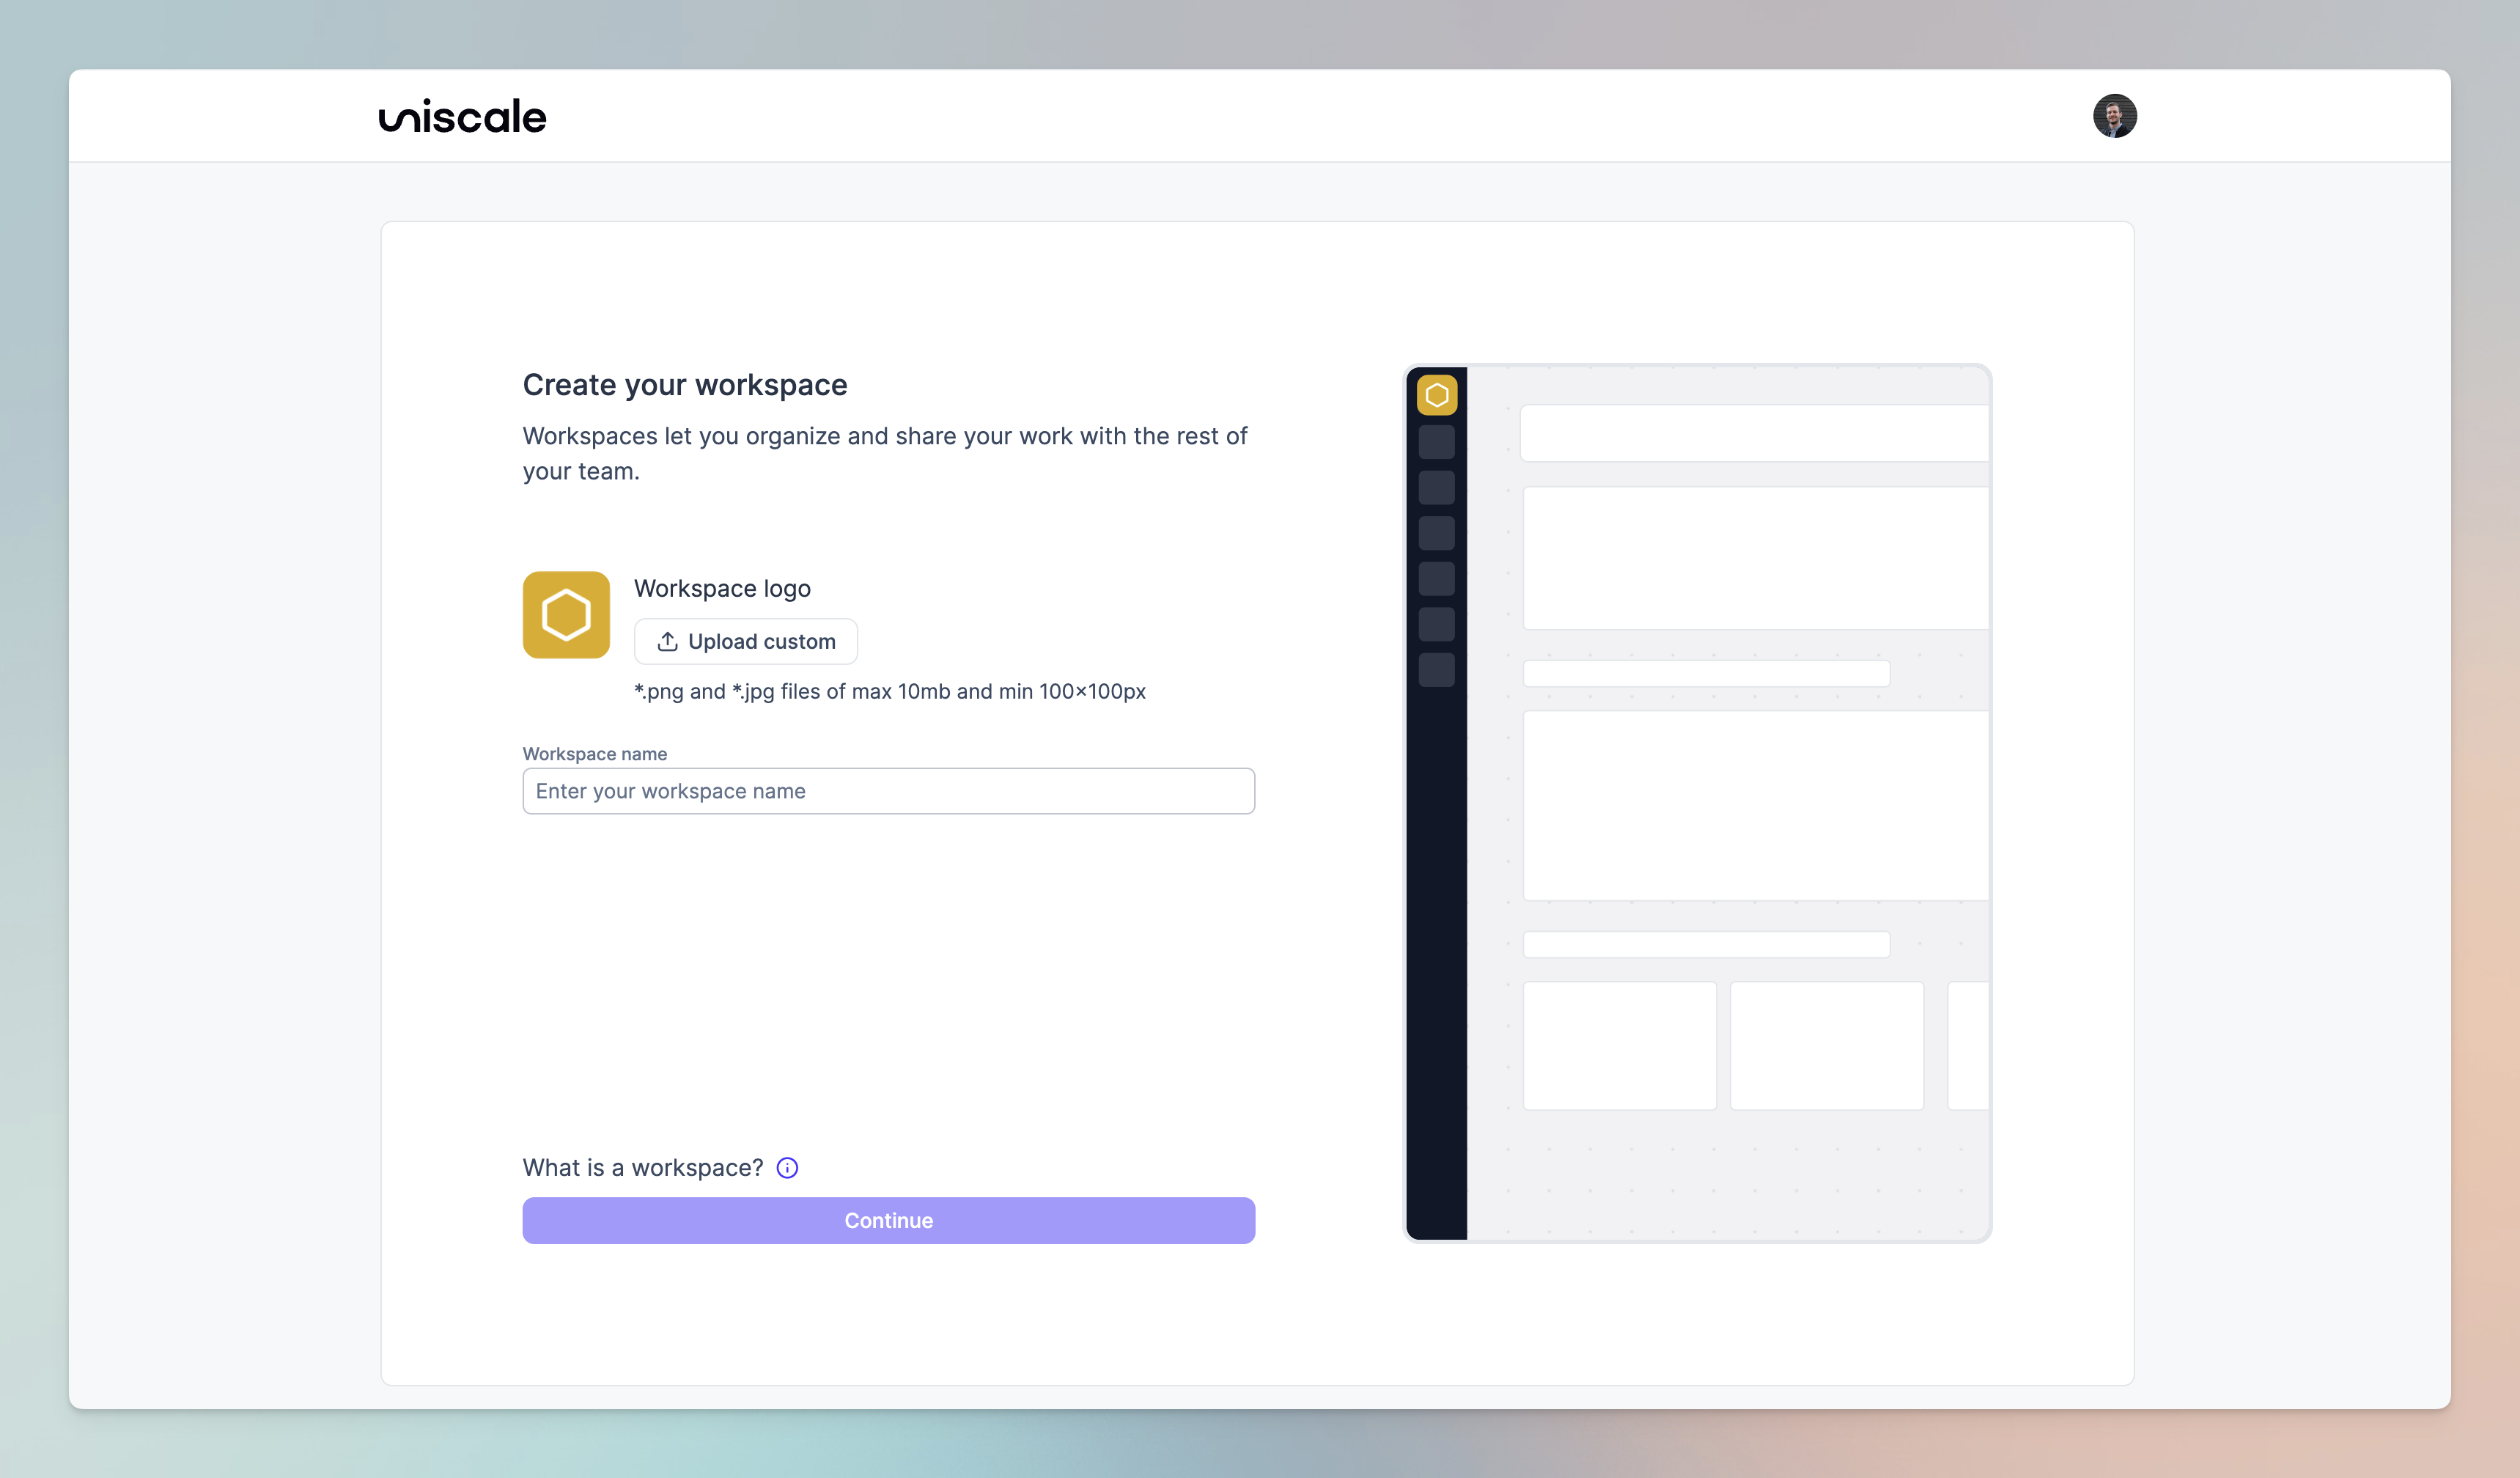 uniscale
Create your workspace
Workspaces let you organize and share your work with the rest of
your team.
Workspace logo
Upload custom
*.png and *.jpg files of max 10mb and min 100×100px
Workspace name
Enter your workspace name
What is a workspace?
Continue